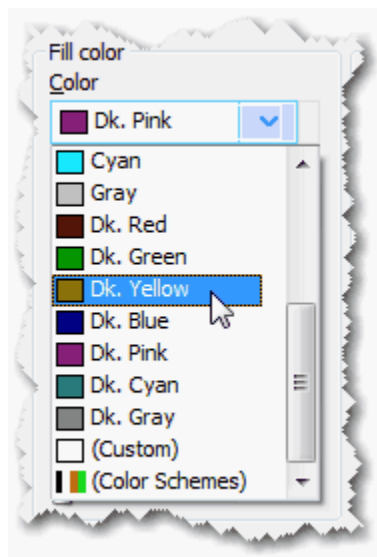 Fill color
Color
Dk. Pink
Cyan
Gray
Dk. Red
Dk. Green
Dk. Yellow
Dk. Blue
Dk. Pink
Dk. Cyan
Dk. Gray
(Custom)
(Color Schemes)